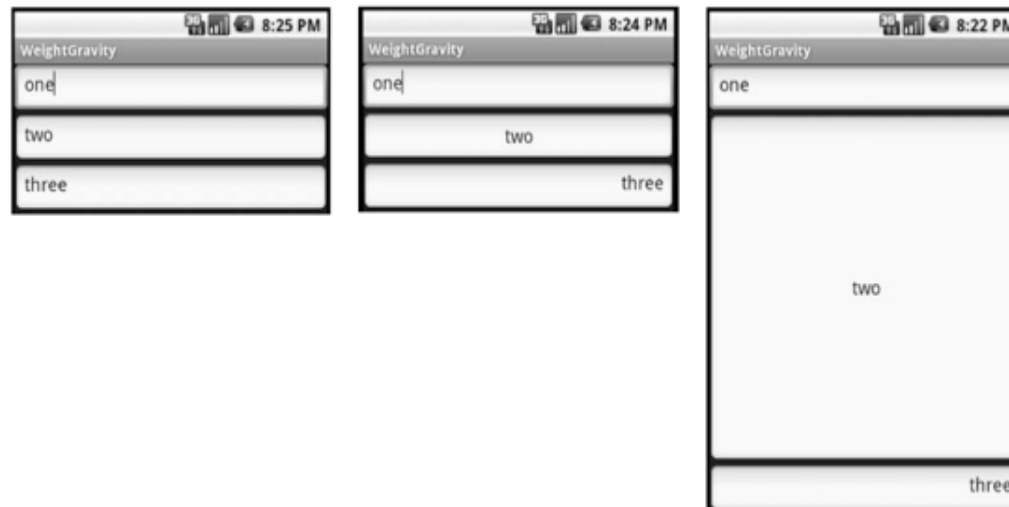 8:25 PM
WeightGravity
one
two
three
8:24 PM
WeightGravity
one
two
three
8:22 PM
WeightGravity
one
two
three